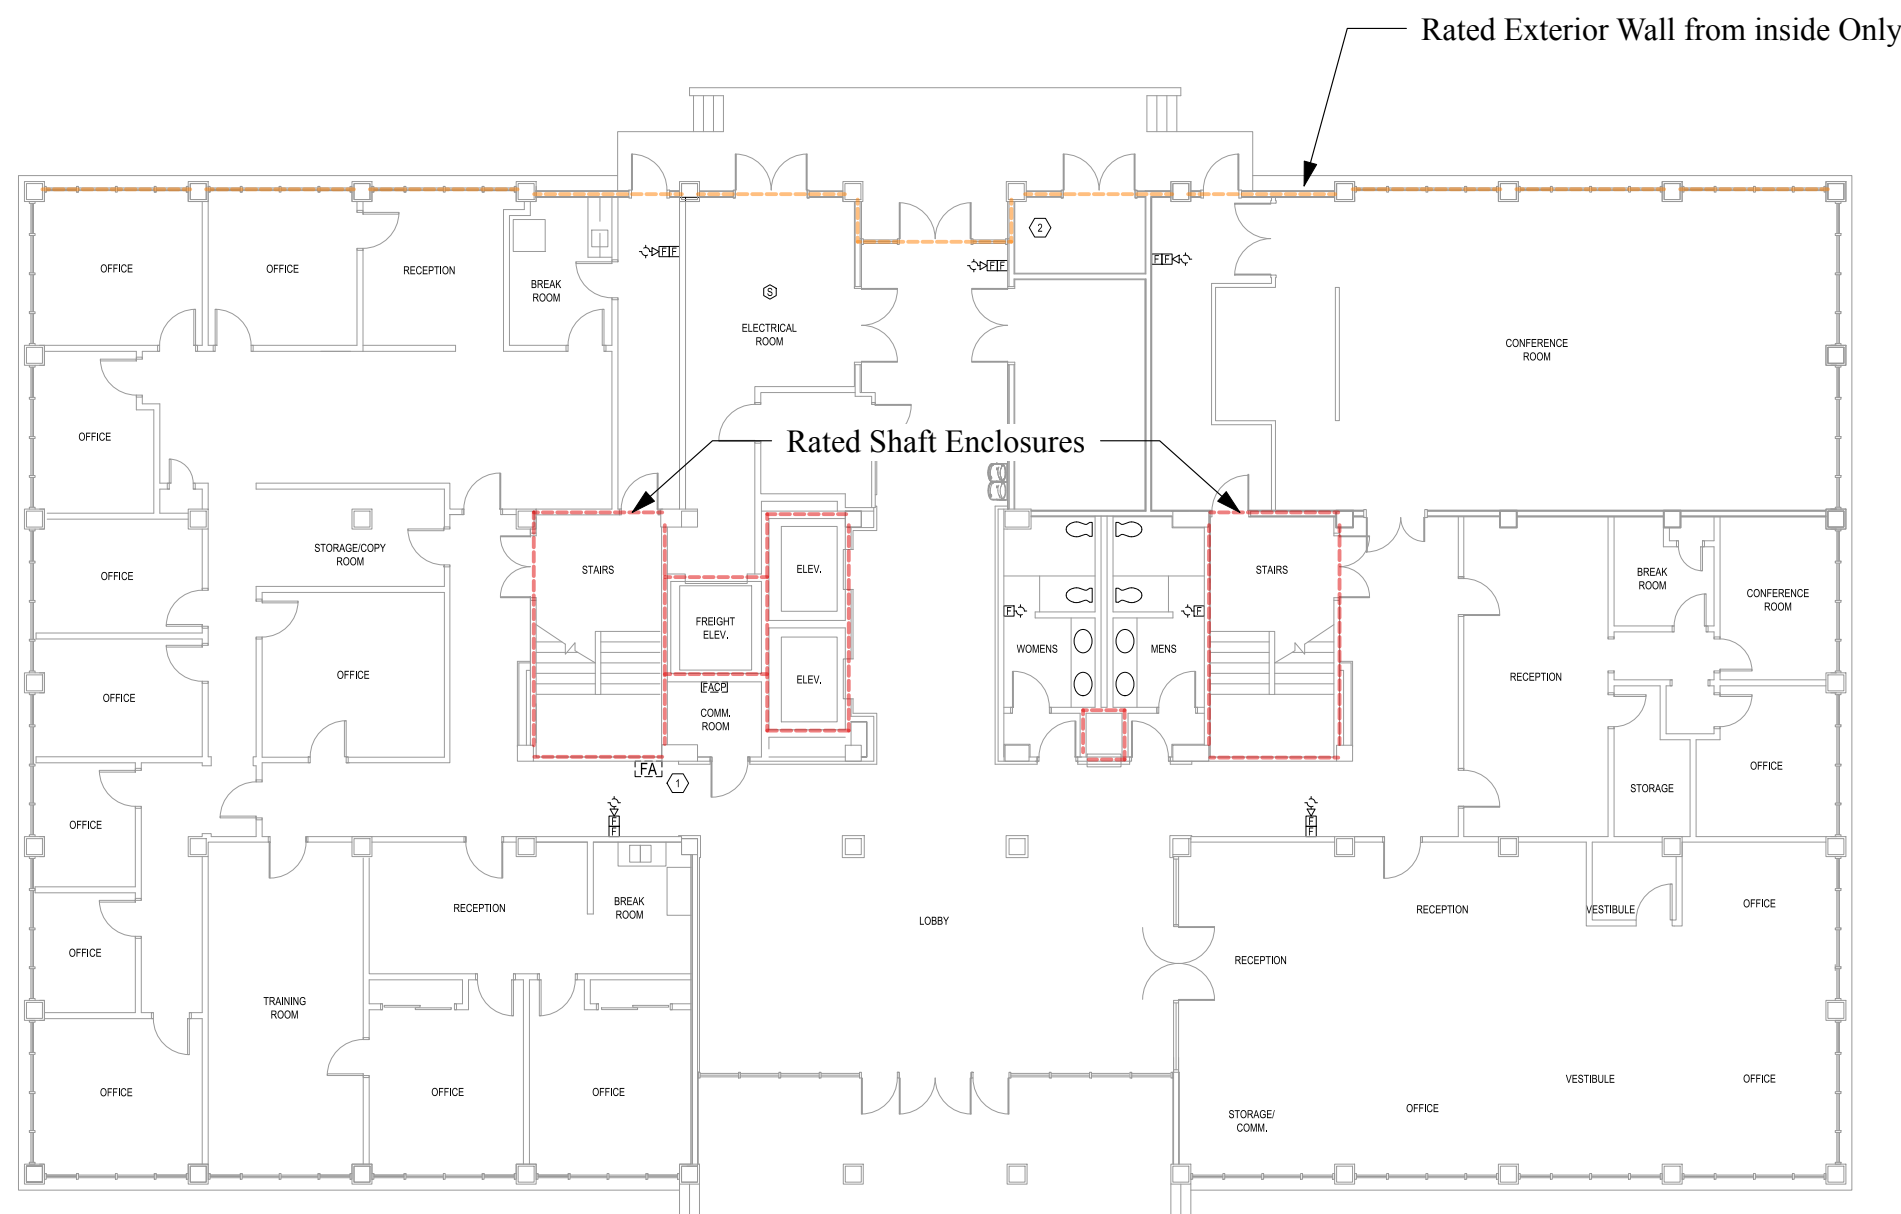 Rated Exterior Wall from inside Only
2
OFFICE
OFFICE
RECEPTION
BREAK
ROOM
F F
F F
F F
S
ELECTRICAL
ROOM
CONFERENCE
ROOM
OFFICE
Rated Shaft Enclosures
STORAGE/COPY
ROOM
OFFICE
STAIRS
ELEV.
STAIRS
BREAK
ROOM
CONFERENCE
ROOM
F
F
FREIGHT
ELEV.
WOMENS
MENS
OFFICE
OFFICE
ELEV.
RECEPTION
FACP
COMM.
ROOM
FA
1
OFFICE
STORAGE
OFFICE
F
F
F
F
RECEPTION
BREAK
ROOM
LOBBY
RECEPTION
VESTIBULE
OFFICE
OFFICE
RECEPTION
TRAINING
ROOM
OFFICE
OFFICE
OFFICE
STORAGE/
COMM.
OFFICE
VESTIBULE
OFFICE